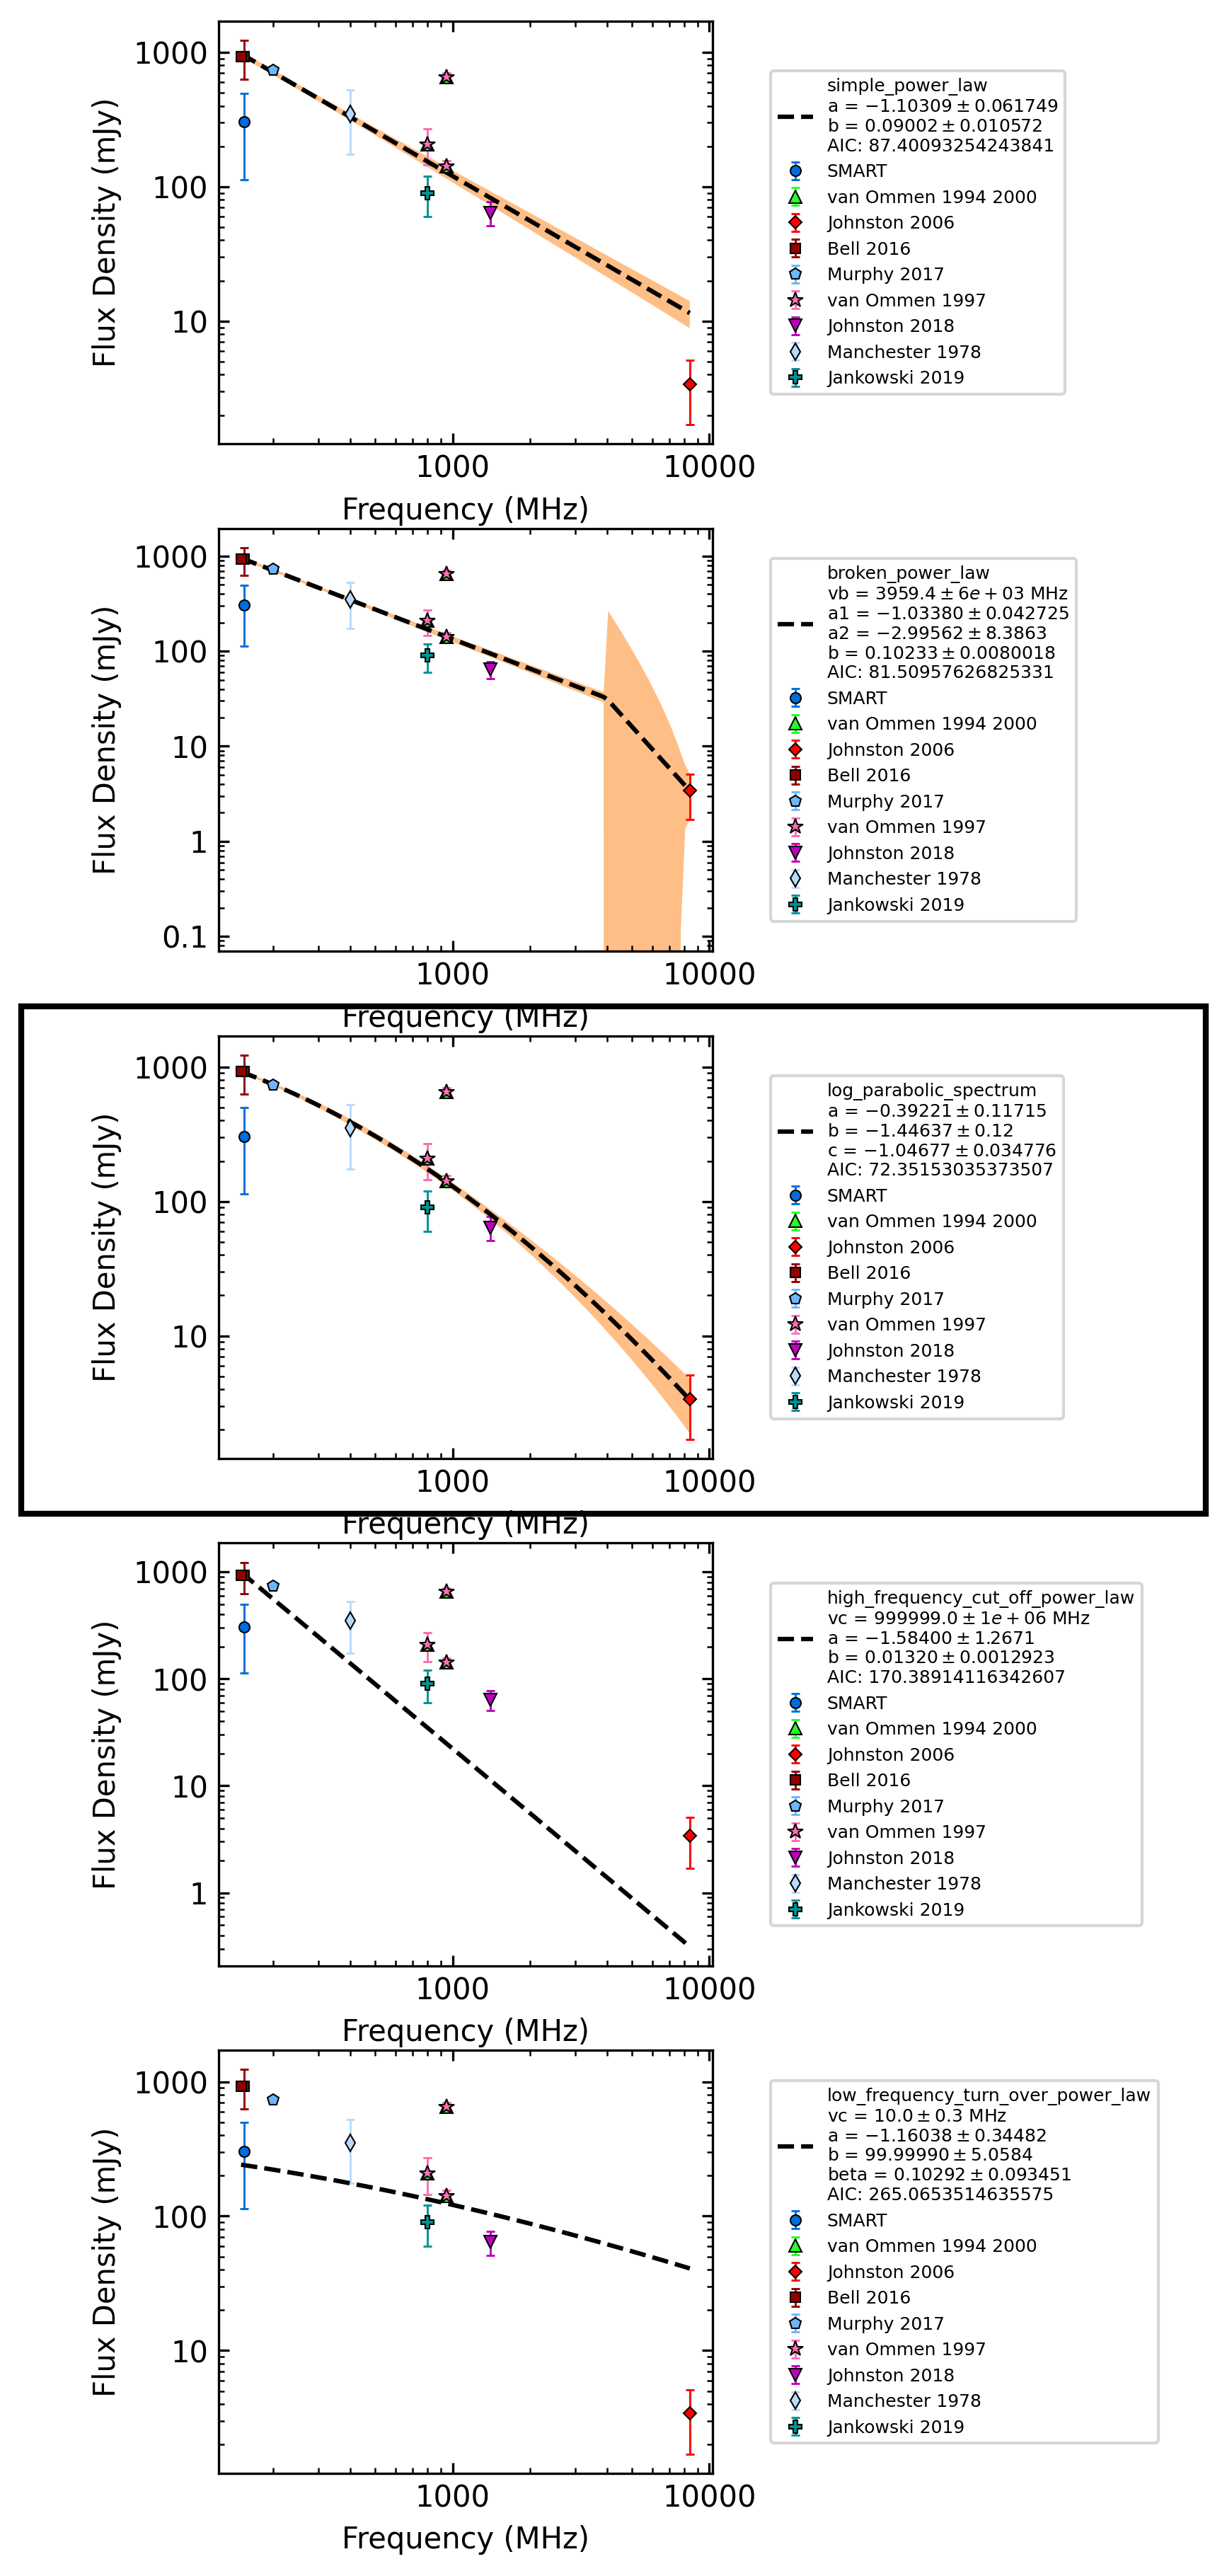 1000
100
10
Flux Density (mJy)
1000
10000
Frequency (MHz)
simple_power_law
a = −1.10309 ± 0.061749
b = 0.09002 ± 0.010572
AIC: 87.40093254243841
SMART
van Ommen 1994 2000
Johnston 2006
Bell 2016
Murphy 2017
van Ommen 1997
Johnston 2018
Manchester 1978
Jankowski 2019
1000
100
10
1
0.1
Flux Density (mJy)
1000
10000
Frequency (MHz)
broken_power_law
vb = 3959.4 ± 6e + 03 MHz
a1 = −1.03380 ± 0.042725
a2 = −2.99562 ± 8.3863
b = 0.10233 ± 0.0080018
AIC: 81.50957626825331
SMART
van Ommen 1994 2000
Johnston 2006
Bell 2016
Murphy 2017
van Ommen 1997
Johnston 2018
Manchester 1978
Jankowski 2019
1000
100
10
Flux Density (mJy)
1000
10000
Frequency (MHz)
log_parabolic_spectrum
a = −0.39221 ± 0.11715
b = −1.44637 ± 0.12
c = −1.04677 ± 0.034776
AIC: 72.35153035373507
SMART
van Ommen 1994 2000
Johnston 2006
Bell 2016
Murphy 2017
van Ommen 1997
Johnston 2018
Manchester 1978
Jankowski 2019
1000
100
10
1
Flux Density (mJy)
1000
10000
Frequency (MHz)
high_frequency_cut_off_power_law
vc = 999999.0 ± 1e + 06 MHz
a = −1.58400 ± 1.2671
b = 0.01320 ± 0.0012923
AIC: 170.38914116342607
SMART
van Ommen 1994 2000
Johnston 2006
Bell 2016
Murphy 2017
van Ommen 1997
Johnston 2018
Manchester 1978
Jankowski 2019
1000
100
10
Flux Density (mJy)
1000
10000
Frequency (MHz)
low_frequency_turn_over_power_law
vc = 10.0 ± 0.3 MHz
a = −1.16038 ± 0.34482
b = 99.99990 ± 5.0584
beta = 0.10292 ± 0.093451
AIC: 265.0653514635575
SMART
van Ommen 1994 2000
Johnston 2006
Bell 2016
Murphy 2017
van Ommen 1997
Johnston 2018
Manchester 1978
Jankowski 2019